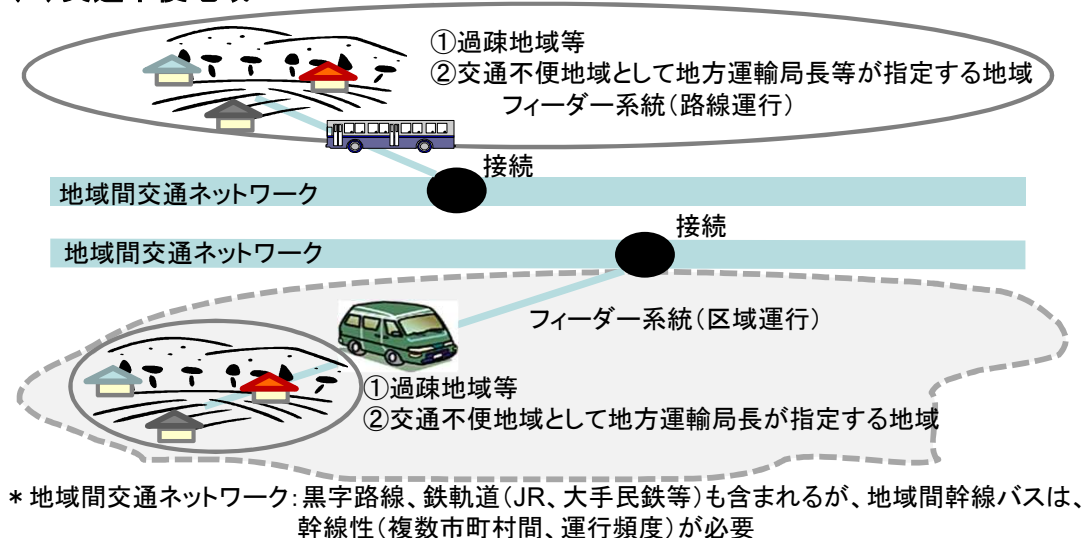 ①過疎地域等
②交通不便地域として地方運輸局長等が指定する地域
フィーダー系統(路線運行)
接続
地域間交通ネットワーク
接続
地域間交通ネットワーク
フィーダー系統(区域運行)
①過疎地域等
②交通不便地域として地方運輸局長が指定する地域
*地域間交通ネットワーク:黒字路線、鉄軌道(JR、大手民鉄等)も含まれるが、地域間幹線バスは、
幹線性(複数市町村間、運行頻度)が必要